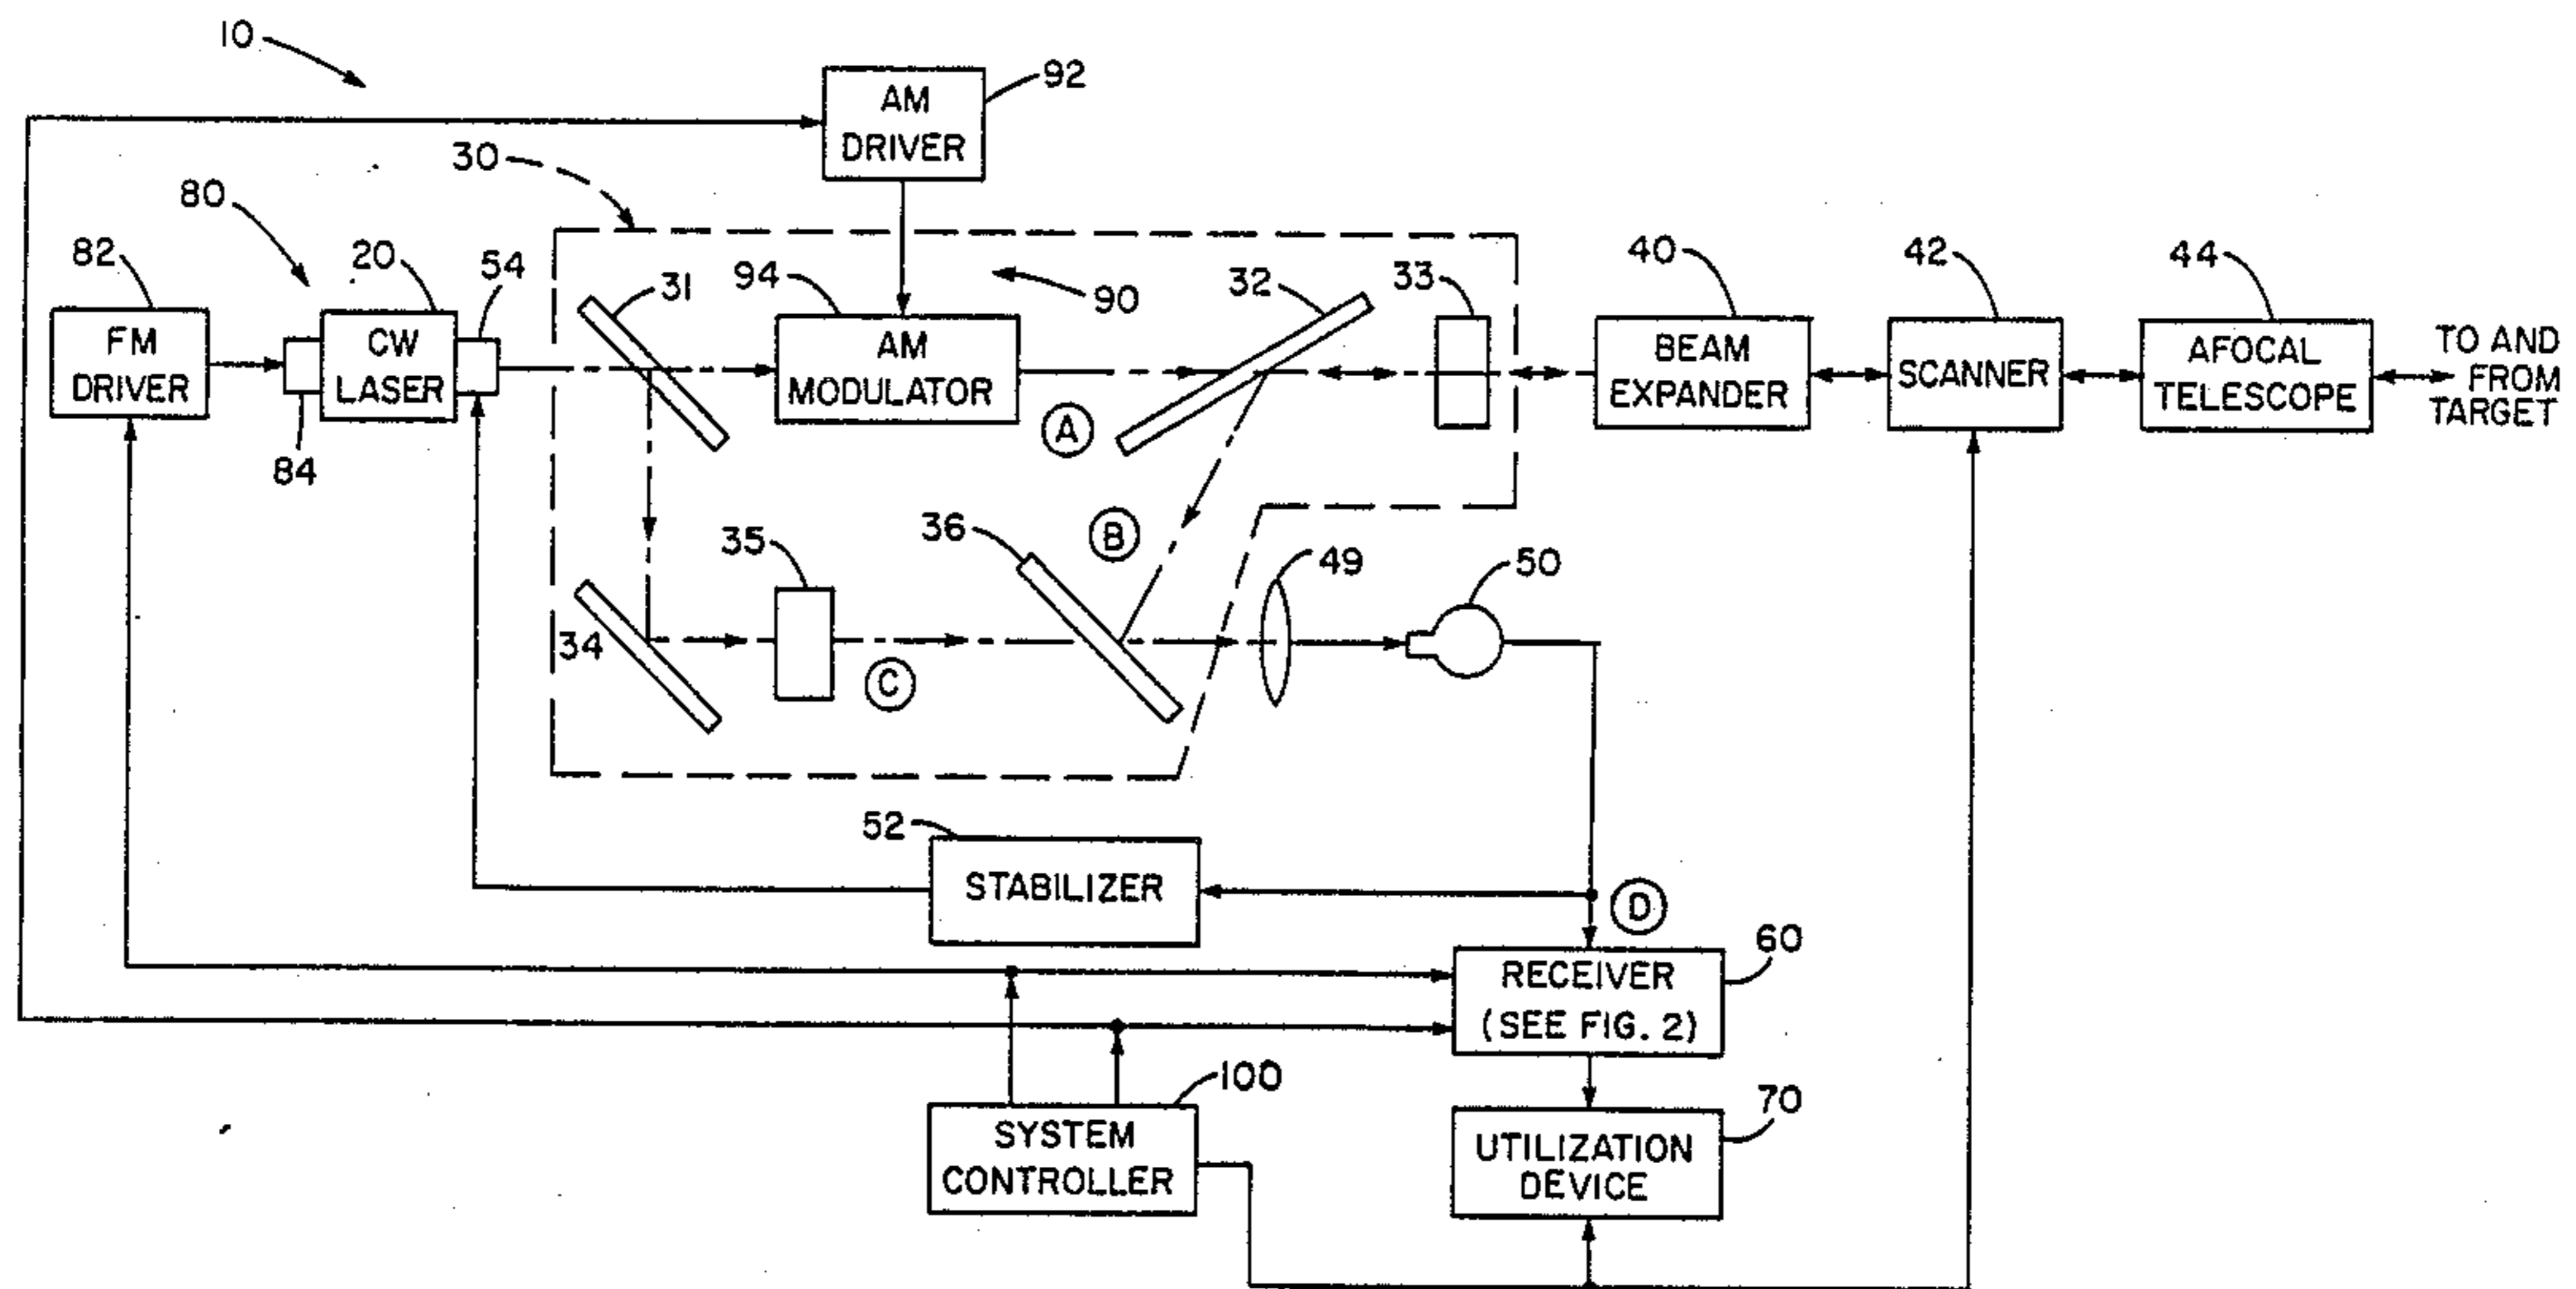 10
AM
DRIVER
92
30
80
82
FM
DRIVER
20
CW
LASER
54
84
31
94
AM
MODULATOR
90
32
33
A
40
BEAM
EXPANDER
42
SCANNER
44
AFOCAL
TELESCOPE
TO AND
FROM
TARGET
B
34
35
C
36
49
50
52
STABILIZER
D
60
RECEIVER
(SEE FIG. 2)
100
SYSTEM
CONTROLLER
70
UTILIZATION
DEVICE